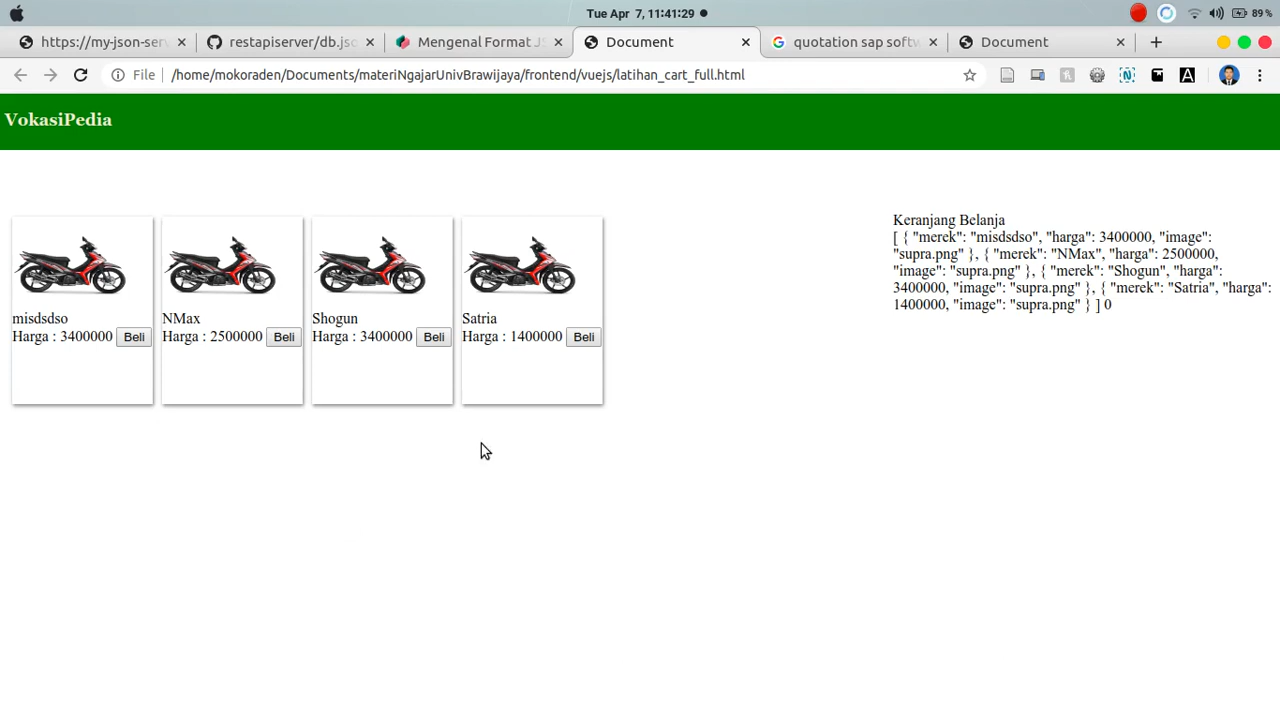 Tue Apr 7, 11:41:29
89 %
https://my-json-serv
restapiserver/db.jso
Mengenal Format JS
Document
quotation sap softw
Document
File
/home/mokoraden/Documents/materiNgajarUnivBrawijaya/frontend/vuejs/latihan_cart_full.html
VokasiPedia
misdsdso
Harga : 3400000 Beli
NMax
Harga : 2500000 Beli
Shogun
Harga : 3400000 Beli
Satria
Harga : 1400000 Beli
Keranjang Belanja
[ { "merek": "misdsdso", "harga": 3400000, "image":
"supra.png" }, { "merek": "NMax", "harga": 2500000,
"image": "supra.png" }, { "merek": "Shogun", "harga":
3400000, "image": "supra.png" }, { "merek": "Satria", "harga":
1400000, "image": "supra.png" } ] 0